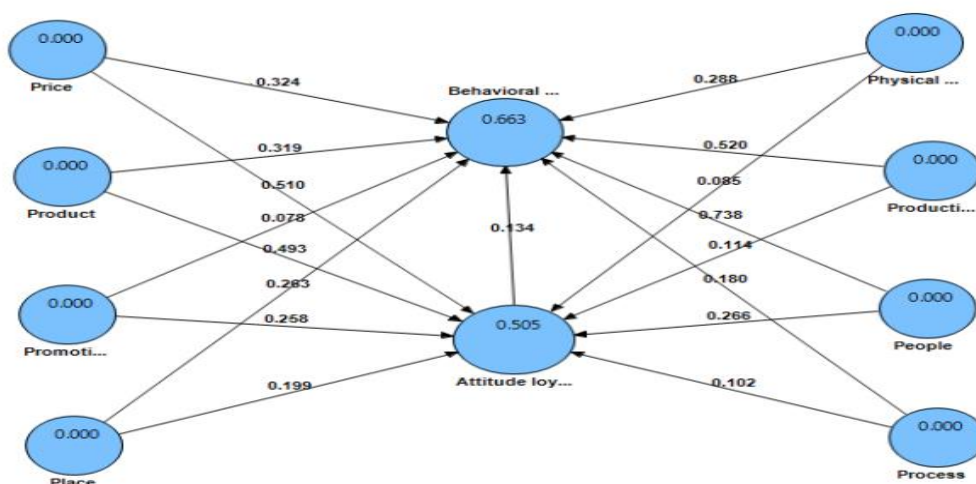 0.000
Price
0.000
Product
0.000
Promoti...
0.000
Place
0.324
0.319
0.510
0.078
0.493
0.263
0.258
0.199
Behavioral ...
0.663
0.134
0.505
Attitude loy...
0.288
0.520
0.085
0.738
0.114
0.180
0.266
0.102
0.000
Physical ...
0.000
Producti...
0.000
People
0.000
Process